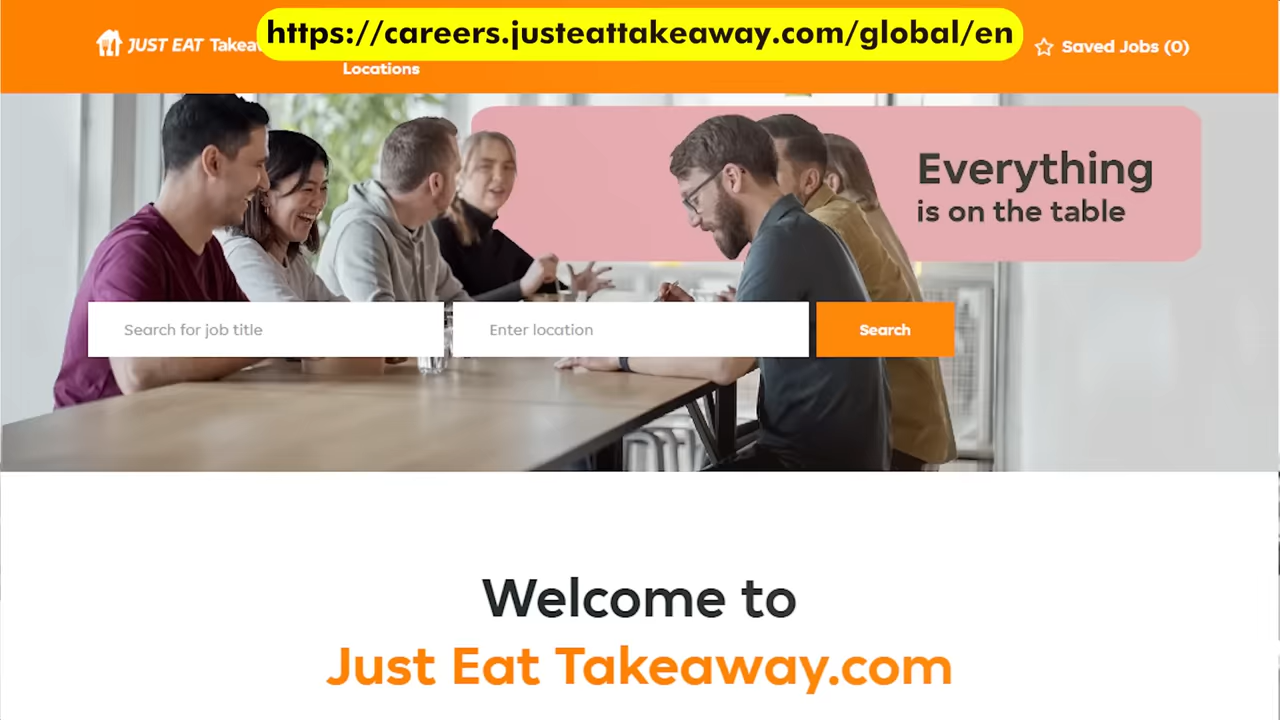 https://careers.justeattakeaway.com/global/en
JUST EAT
Saved Jobs (0)
Locations
Everything
is on the table
Search for job title
Enter location
Search
Welcome to
Just Eat Takeaway.com